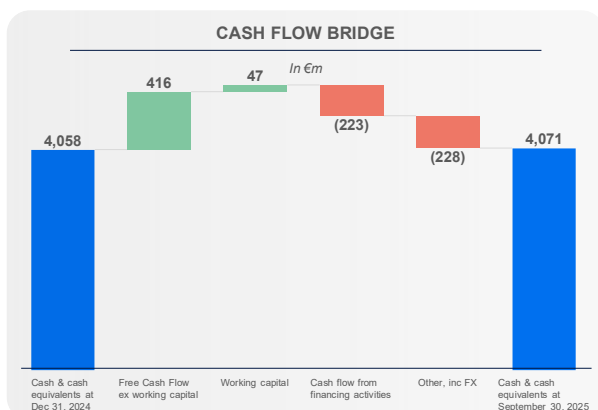 CASH FLOW BRIDGE
In €m
4,058
416
47
(223)
(228)
4,071
Cash & cash
equivalents at
Dec 31, 2024
Free Cash Flow
ex working capital
Working capital
Cash flow from
financing activities
Other, inc FX
Cash & cash
equivalents at
September 30, 2025